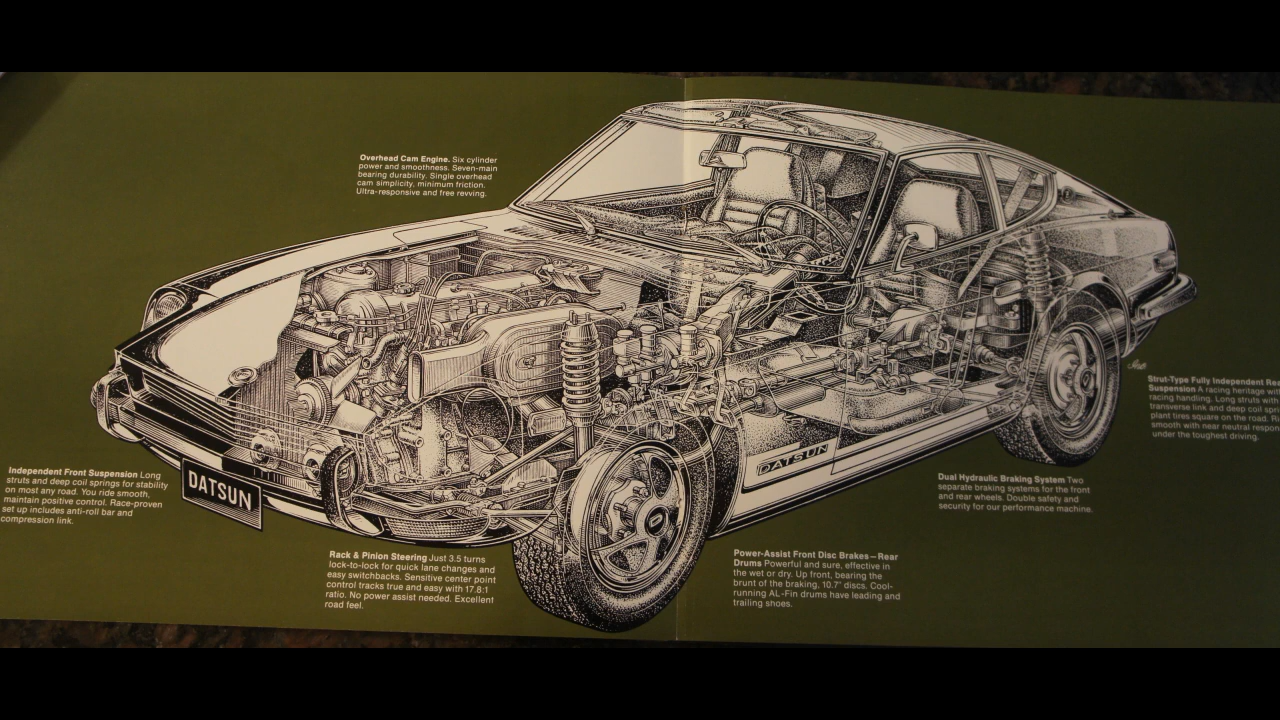 Overhead Cam Engine. Six cylinder
power and smoothness. Seven-main
bearing durability. Single overhead
cam simplicity, minimum friction.
Ultra-responsive and free revving.
Strut-Type Fully Independent
Suspension A racing heritage
racing handling. Long struts with
transverse link and deep coil
plant tires square on the road.
smooth with near neutral
under the toughest driving.
Independent Front Suspension Long
struts and deep coil springs for stability
on most any road. You ride smooth,
maintain positive control. Race-proven
set up includes anti-roll bar and
compression link.
DATSUN
DATSUN
Dual Hydraulic Braking System Two
separate braking systems for the front
and rear wheels. Double safety and
security for our performance machine.
Rack & Pinion Steering Just 3.5 turns
lock-to-lock for quick lane changes and
easy switchbacks. Sensitive center point
control tracks true and easy with 17.8:1
ratio. No power assist needed. Excellent
road feel.
Power-Assist Front Disc Brakes—Rear
Drums Powerful and sure, effective in
the wet or dry. Up front, bearing the
brunt of the braking, 10.7" discs. Cool-
running AL-Fin drums have leading and
trailing shoes.